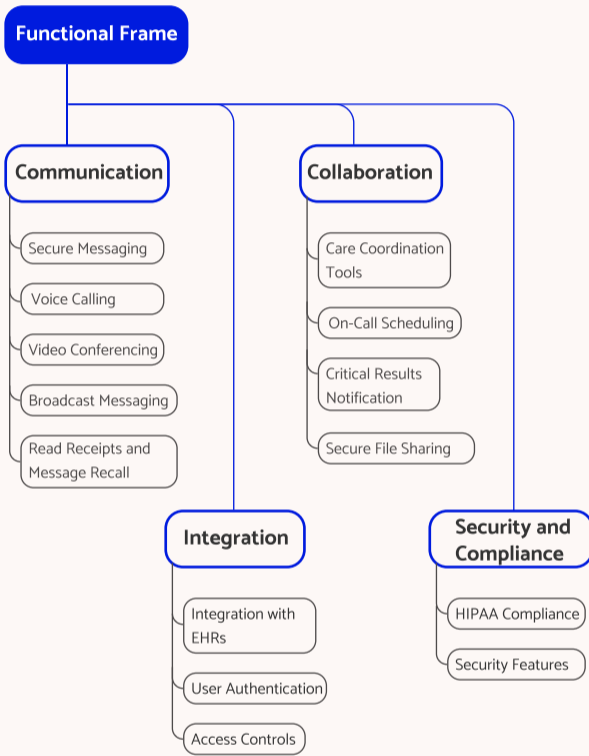 Functional Frame
Communication
Secure Messaging
Voice Calling
Video Conferencing
Broadcast Messaging
Read Receipts and
Message Recall
Collaboration
Care Coordination
Tools
On-Call Scheduling
Critical Results
Notification
Secure File Sharing
Integration
Integration with
EHRs
User Authentication
Access Controls
Security and
Compliance
HIPAA Compliance
Security Features